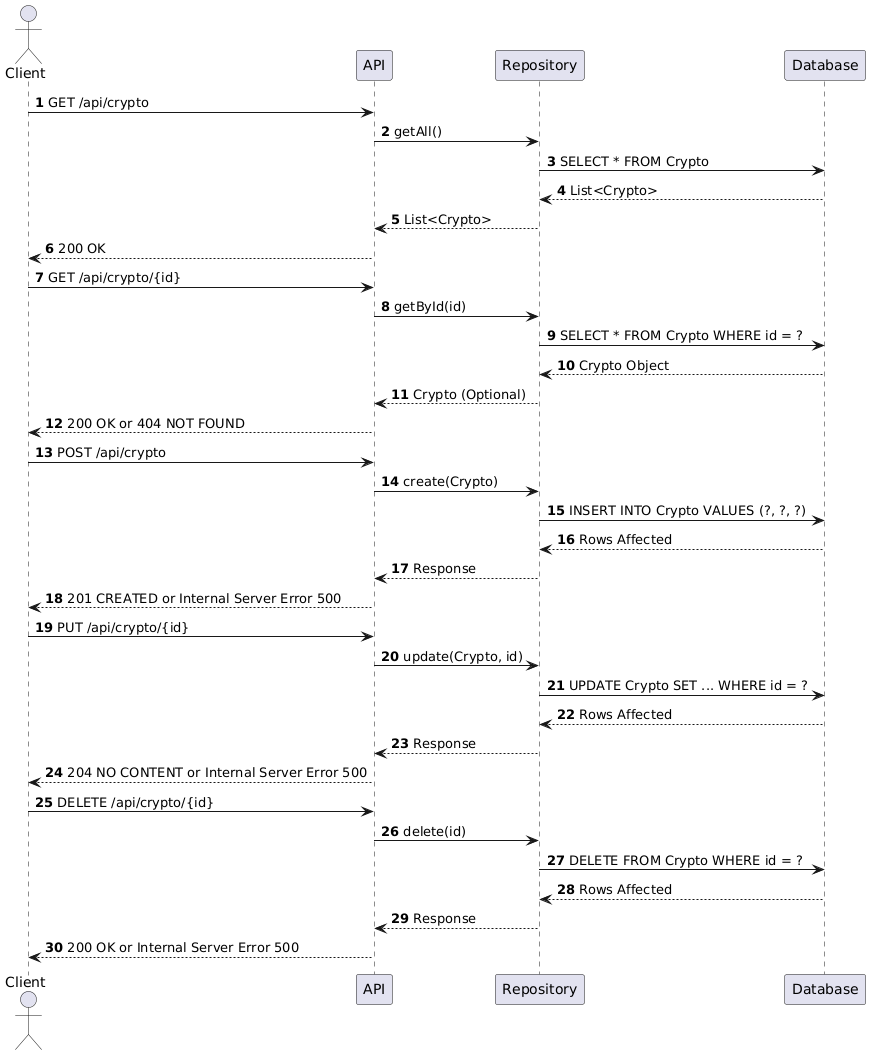 Client
API
Repository
Database
1 GET /api/crypto
2 getAll()
3 SELECT * FROM Crypto
4 List<Crypto>
5 List<Crypto>
6 200 OK
7 GET /api/crypto/{id}
8 getById(id)
9 SELECT * FROM Crypto WHERE id = ?
10 Crypto Object
11 Crypto (Optional)
12 200 OK or 404 NOT FOUND
13 POST /api/crypto
14 create(Crypto)
15 INSERT INTO Crypto VALUES (?, ?, ?)
16 Rows Affected
17 Response
18 201 CREATED or Internal Server Error 500
19 PUT /api/crypto/{id}
20 update(Crypto, id)
21 UPDATE Crypto SET ... WHERE id = ?
22 Rows Affected
23 Response
24 204 NO CONTENT or Internal Server Error 500
25 DELETE /api/crypto/{id}
26 delete(id)
27 DELETE FROM Crypto WHERE id = ?
28 Rows Affected
29 Response
30 200 OK or Internal Server Error 500
Client
API
Repository
Database